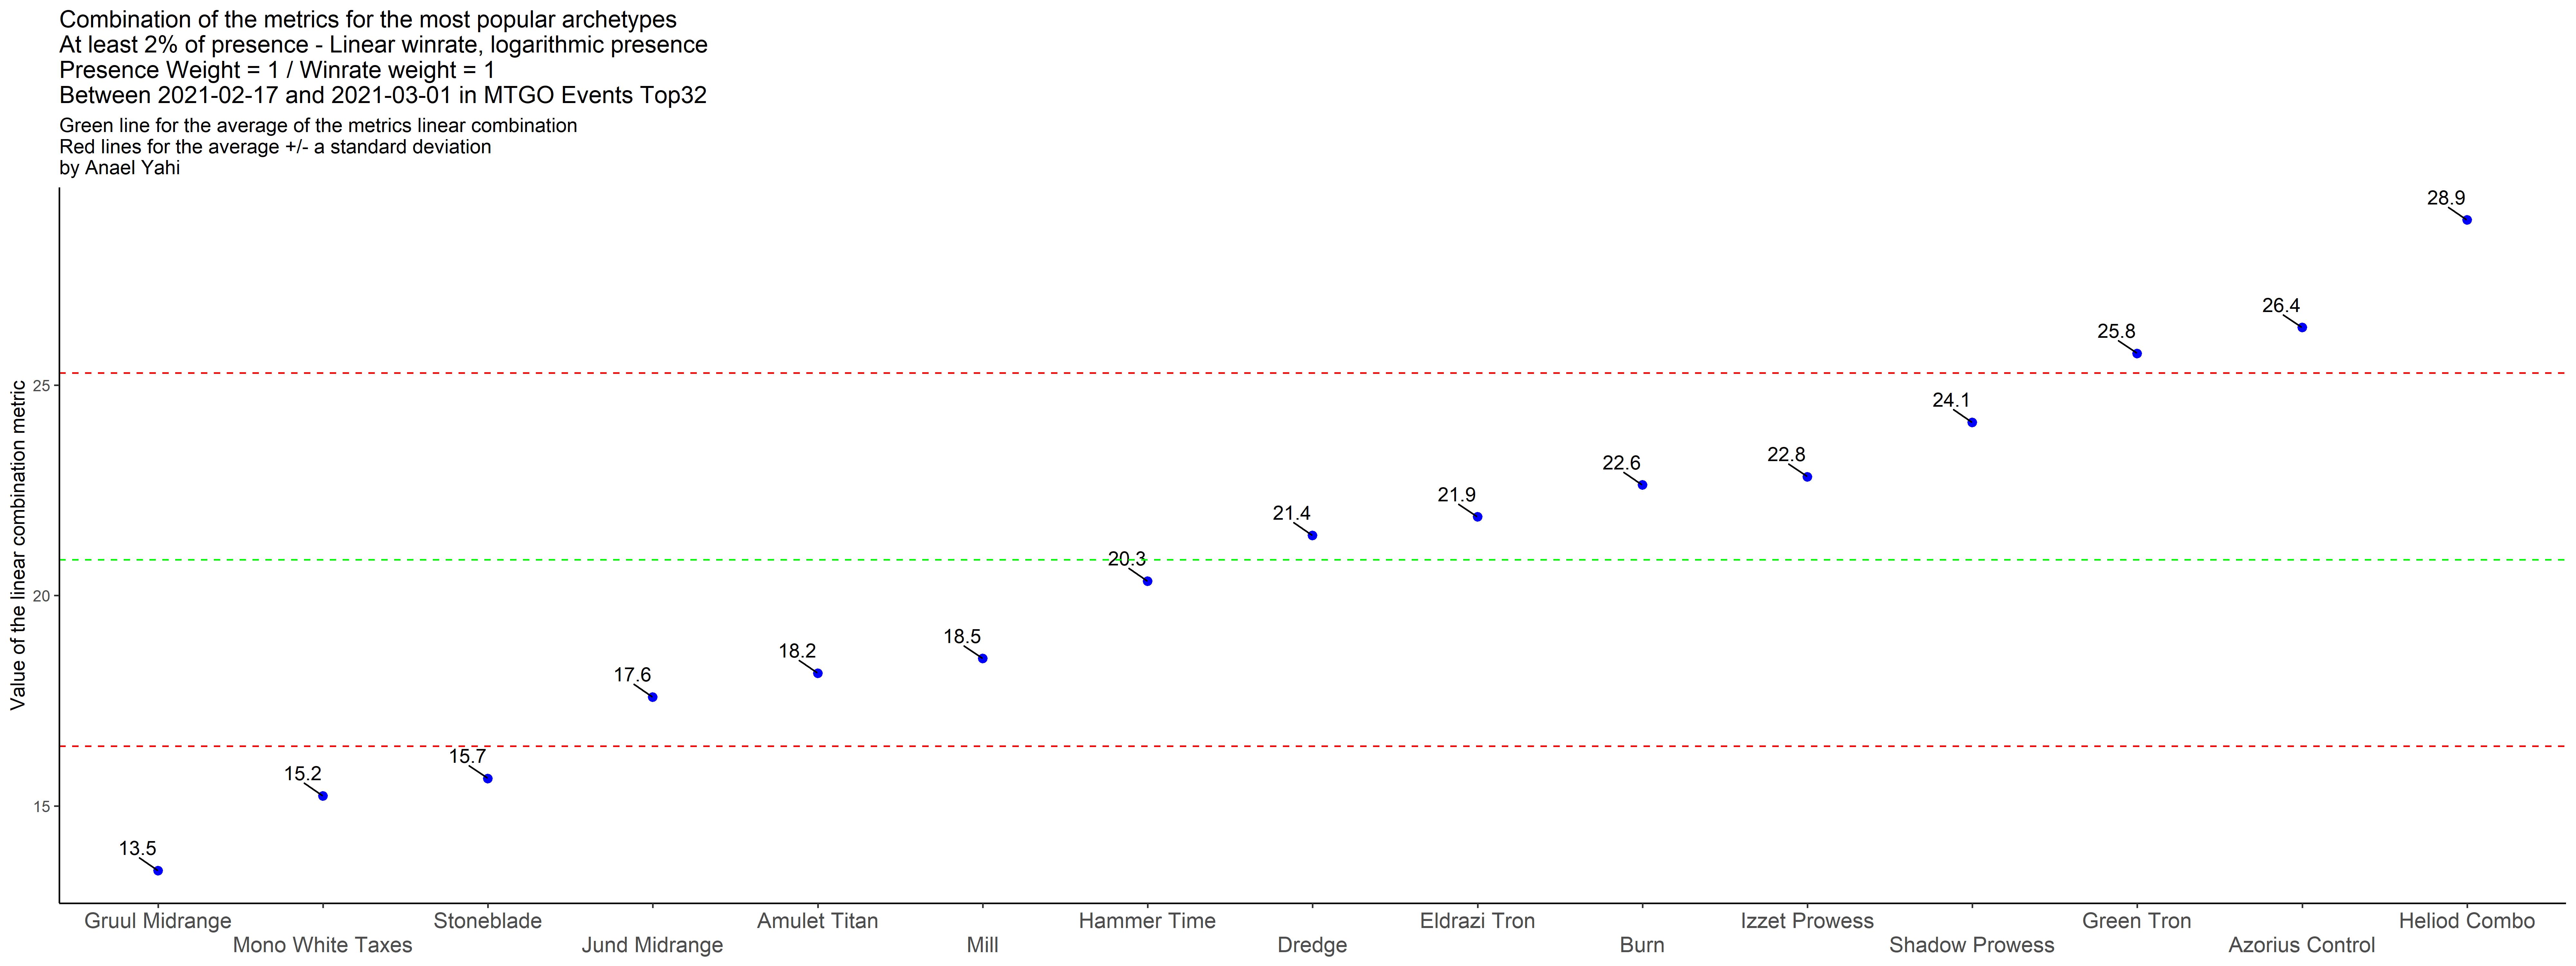 Combination of the metrics for the most popular archetypes
At least 2% of presence - Linear winrate, logarithmic presence
Presence Weight = 1 / Winrate weight = 1
Between 2021-02-17 and 2021-03-01 in MTGO Events Top32
Green line for the average of the metrics linear combination
Red lines for the average +/- a standard deviation
by Anael Yahi
Value of the linear combination metric
25
20
15
13.5
15.2
15.7
17.6
18.2
18.5
20.3
21.4
21.9
22.6
22.8
24.1
25.8
26.4
28.9
Gruul Midrange
Mono White Taxes
Stoneblade
Jund Midrange
Amulet Titan
Mill
Hammer Time
Dredge
Eldrazi Tron
Burn
Izzet Prowess
Shadow Prowess
Green Tron
Azorius Control
Heliod Combo